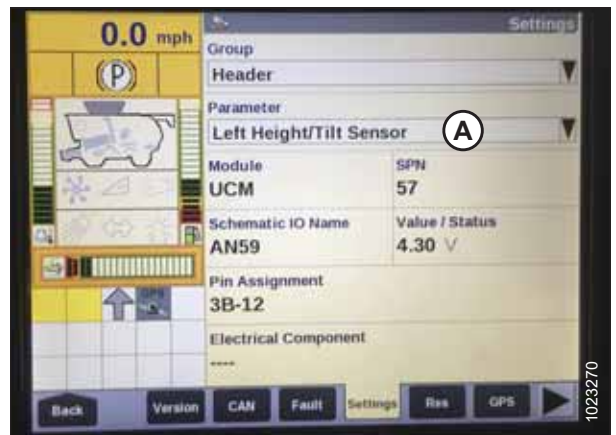 0.0 mph
(P)
Settings
Group
Header
Parameter
Left Height/Tilt Sensor
A
Module
SPN
UCM
57
Schematic IO Name
Value / Status
AN59
4.30 V
Pin Assignment
3B-12
Electrical Component
----
Back
Version
CAN
Fault
Settings
Res
GPS
1023270